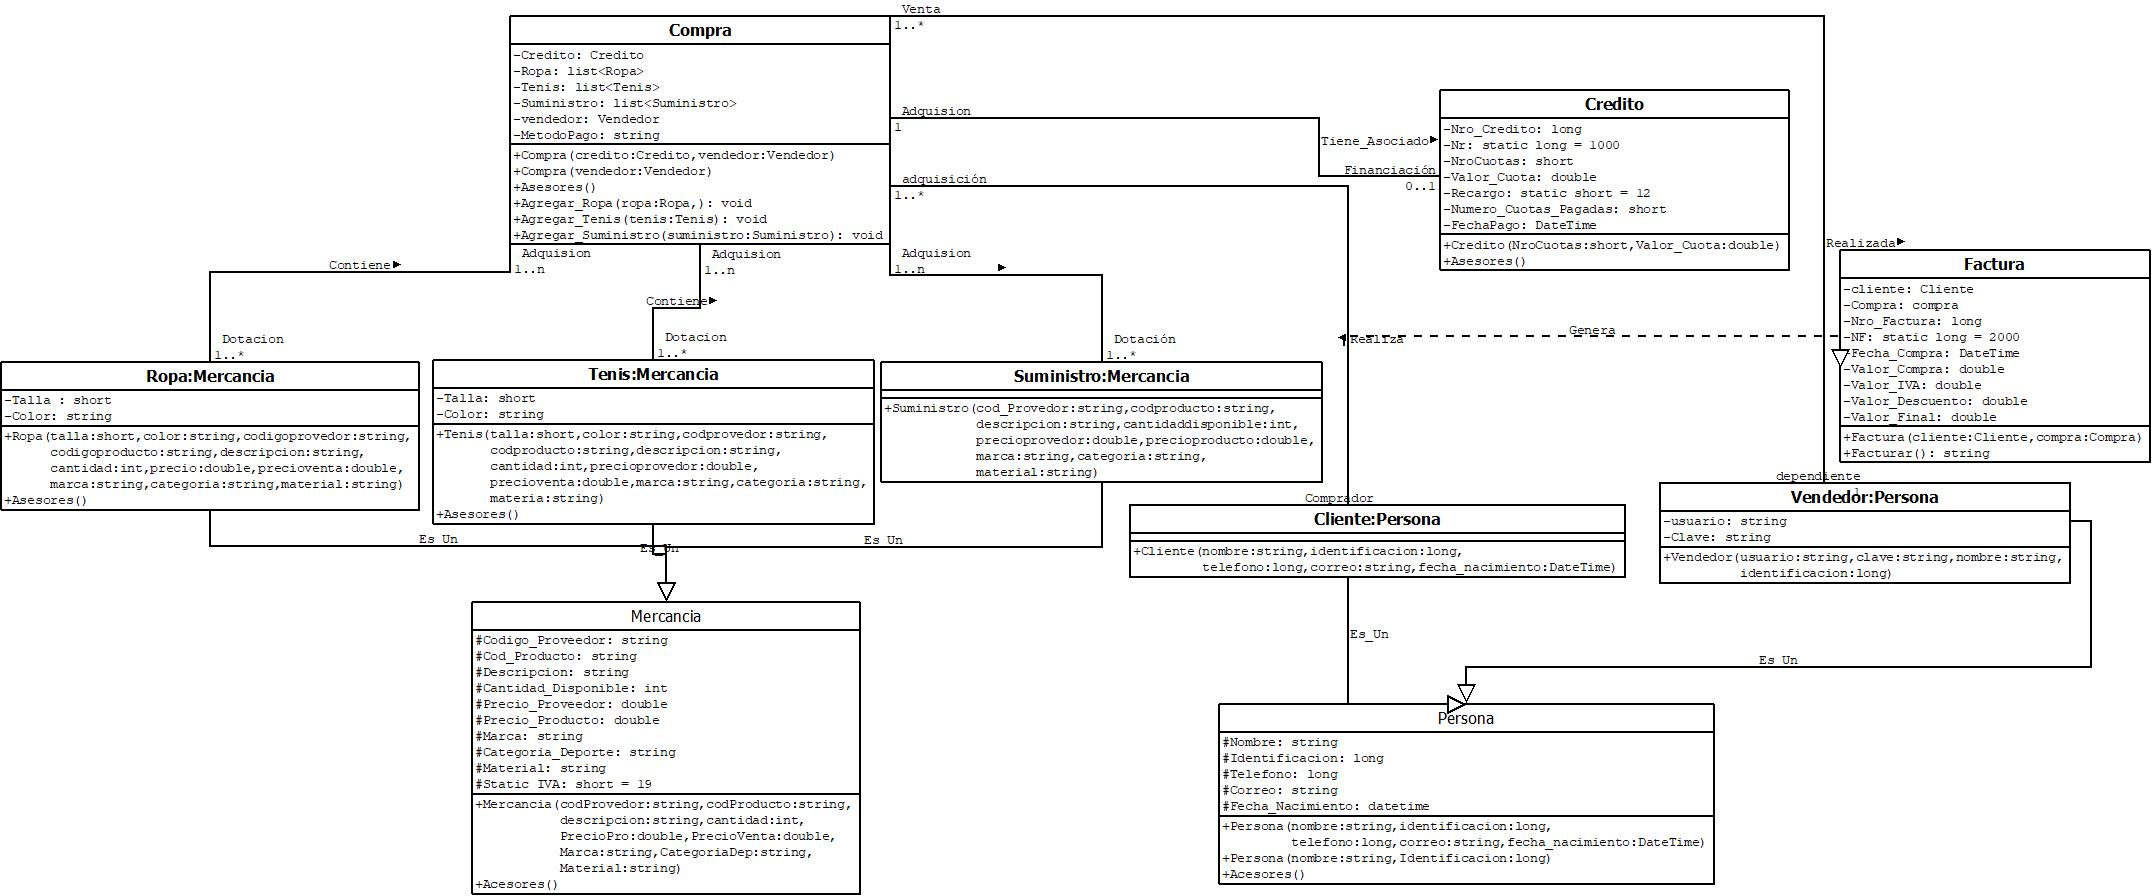 Venta
1..*
Compra
-Credito: Credito
-Ropa: list<Ropa>
-Tenis: list<Tenis>
-Suministro: list<Suministro>
-vendedor: Vendedor
-MetodoPago: string
+Compra(credito:Credito,vendedor:Vendedor)
+Compra(vendedor:Vendedor)
+Asesores()
+Agregar_Ropa(ropa:Ropa,): void
+Agregar_Tenis(tenis:Tenis): void
+Agregar_Suministro(suministro:Suministro): void
Adquision
1
Tiene_Asociado
Financiación
0..1
adquisición
1..*
Credito
-Nro_Credito: long
-Nr: static long = 1000
-NroCuotas: short
-Valor_Cuota: double
-Recargo: static short = 12
-Numero_Cuotas_Pagadas: short
-FechaPago: DateTime
+Credito(NroCuotas:short,Valor_Cuota:double)
+Asesores()
Adquision
1..n
Adquision
1..n
Adquision
1..n
Contiene
Contiene
Dotacion
1..*
Dotacion
1..*
Dotación
1..*
Realizada
Factura
-cliente: Cliente
-Compra: compra
-Nro_Factura: long
-NF: static long = 2000
-Fecha_Compra: DateTime
-Valor_Compra: double
-Valor_IVA: double
-Valor_Descuento: double
-Valor_Final: double
+Factura(cliente:Cliente,compra:Compra)
+Facturar(): string
Genera
Realiza
1
Ropa:Mercancia
-Talla : short
-Color: string
+Ropa(talla:short,color:string,codigoprovedor:string,
codigoproducto:string,descripcion:string,
cantidad:int,precio:double,precioventa:double,
marca:string,categoria:string,material:string)
+Asesores()
Tenis:Mercancia
-Talla: short
-Color: string
+Tenis(talla:short,color:string,codprovedor:string,
codproducto:string,descripcion:string,
cantidad:int,precioprovedor:double,
precioventa:double,marca:string,categoria:string,
materia:string)
+Asesores()
Suministro:Mercancia
+Suministro(cod_Provedor:string,codproducto:string,
descripcion:string,cantidaddisponible:int,
precioprovedor:double,precioproducto:double,
marca:string,categoria:string,
material:string)
Comprador
Cliente:Persona
+Cliente(nombre:string,identificacion:long,
telefono:long,correo:string,fecha_nacimiento:DateTime)
dependiente
1
Vendedor:Persona
-usuario: string
-Clave: string
+Vendedor(usuario:string,clave:string,nombre:string,
identificacion:long)
Es_Un
Es_Un
Es_Un
Es_Un
Es_Un
Mercancia
#Codigo_Proveedor: string
#Cod_Producto: string
#Descripcion: string
#Cantidad_Disponible: int
#Precio_Proveedor: double
#Precio_Producto: double
#Marca: string
#Categoria_Deporte: string
#Material: string
#Static IVA: short = 19
+Mercancia(codProvedor:string,codProducto:string,
descripcion:string,cantidad:int,
PrecioPro:double,PrecioVenta:double,
Marca:string,CategoriaDep:string,
Material:string)
+Acesores()
Persona
#Nombre: string
#Identificacion: long
#Telefono: long
#Correo: string
#Fecha_Nacimiento: datetime
+Persona(nombre:string,identificacion:long,
telefono:long,correo:string,fecha_nacimiento:DateTime)
+Persona(nombre:string,Identificacion:long)
+Acesores()